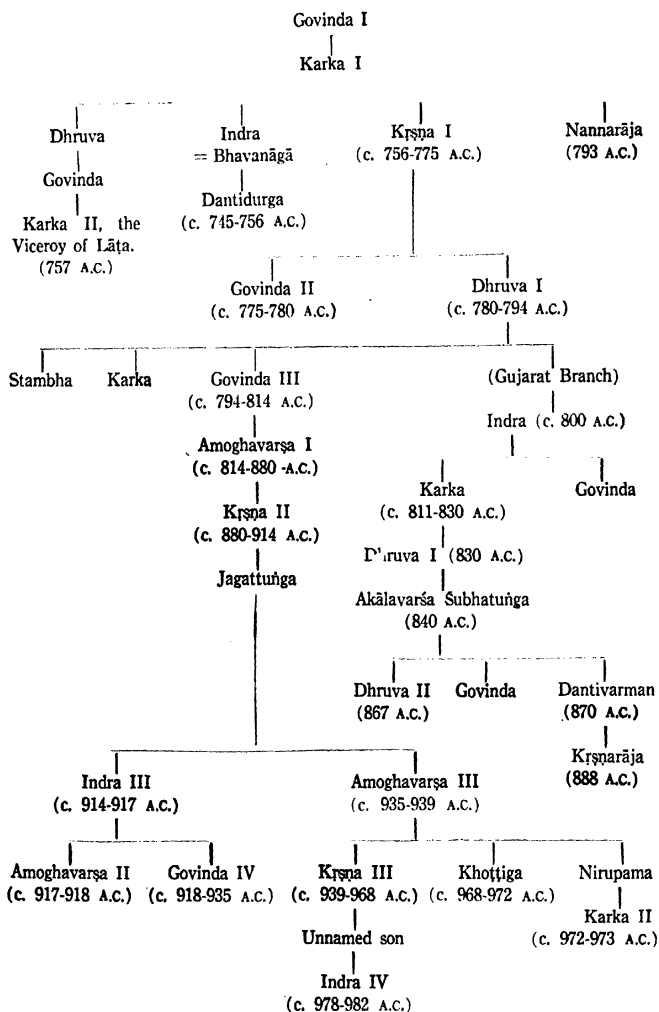 Govinda I
Karka I
Dhruva Indra Kṛṣṇa I Nannarāja
= Bhavanāgā (c. 756-775 A.C.) (793 A.C.)
Govinda
Dantidurga
Karka II, the (c. 745-756 A.C.)
Viceroy of Lāṭa.
(757 A.C.)
Govinda II Dhruva I
(c. 775-780 A.C.) (c. 780-794 A.C.)
Stambha Karka Govinda III (Gujarat Branch)
(c. 794-814 A.C.)
Indra (c. 800 A.C.)
Amoghavarṣa I
(c. 814-880 A.C.)
Karka Govinda
Kṛṣṇa II (c. 811-830 A.C.)
(c. 880-914 A.C.)
Dhruva I (830 A.C.)
Jagattuṅga
Akālavarśa Śubhatuṅga
(840 A.C.)
Dhruva II Govinda Dantivarman
(867 A.C.) (870 A.C.)
Kṛṣṇarāja
Indra III Amoghavarṣa III (888 A.C.)
(c. 914-917 A.C.) (c. 935-939 A.C.)
Amoghavarṣa II Govinda IV Kṛṣṇa III Khoṭṭiga Nirupama
(c. 917-918 A.C.) (c. 918-935 A.C.) (c. 939-968 A.C.) (c. 968-972 A.C.)
Karka II
Unnamed son (c. 972-973 A.C.)
Indra IV
(c. 978-982 A.C.)